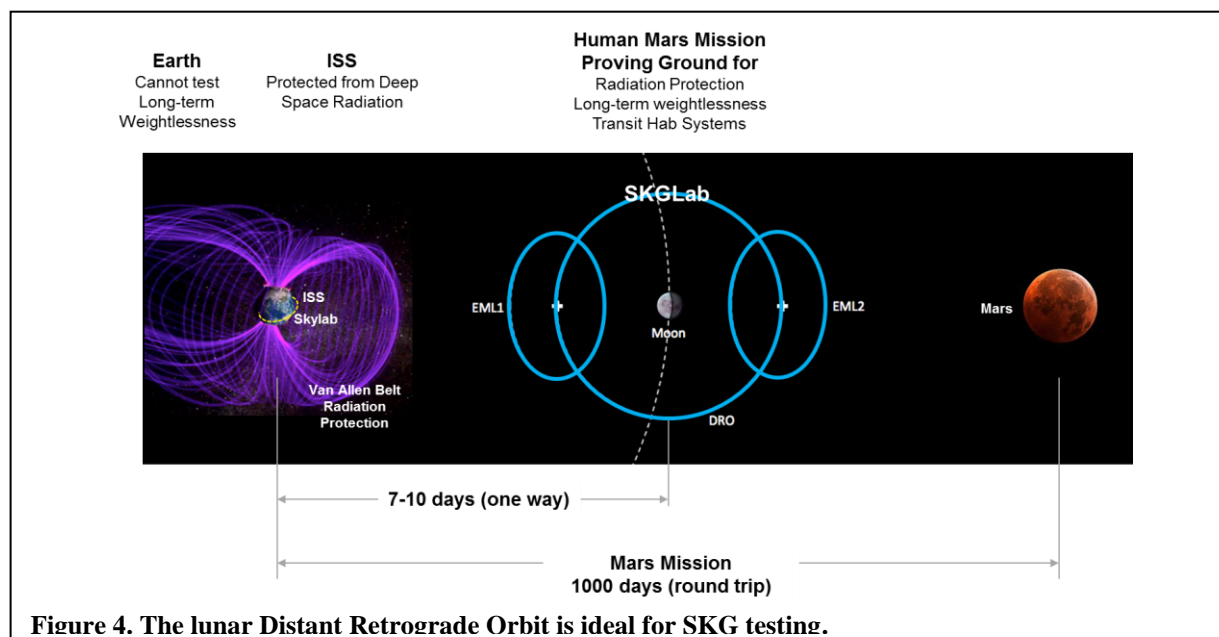 Earth
Cannot test
Long-term
Weightlessness
ISS
Protected from Deep
Space Radiation
Human Mars Mission
Proving Ground for
Radiation Protection
Long-term weightlessness
Transit Hab Systems
SKGLab
ISS
Skylab
EML1
Moon
EML2
Mars
Van Allen Belt
Radiation
Protection
DRO
7-10 days (one way)
Mars Mission
1000 days (round trip)
Figure 4. The lunar Distant Retrograde Orbit is ideal for SKG testing.